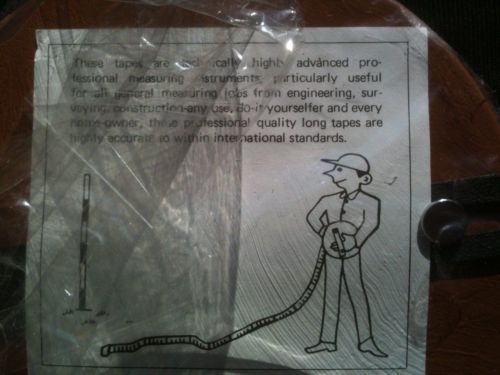 These tapes are technically highly advanced pro-
fessional measuring instruments, particularly useful
for all general measuring jobs from engineering, sur-
veying, construction-any use, do-it yourselfer and every
home-owner, these professional quality long tapes are
highly accurate to within international standards.